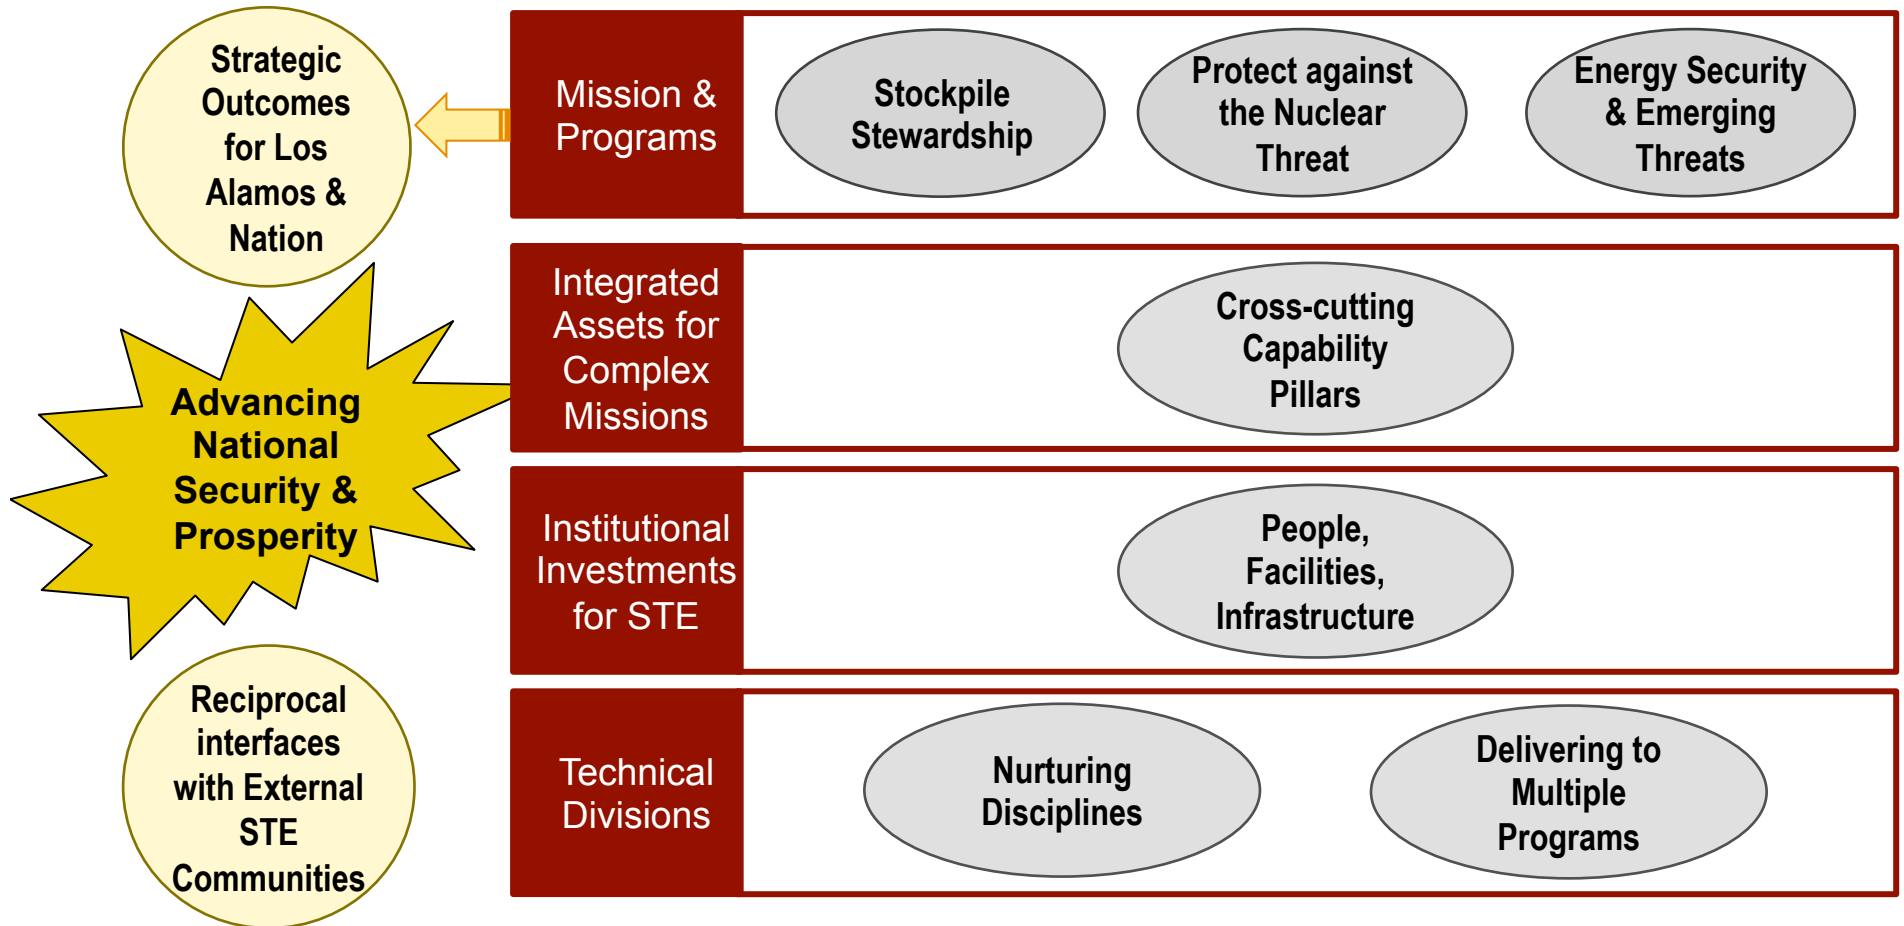 Strategic
Outcomes
for Los
Alamos &
Nation
Mission &
Programs
Stockpile
Stewardship
Protect against
the Nuclear
Threat
Energy Security
& Emerging
Threats
Advancing
National
Security &
Prosperity
Integrated
Assets for
Complex
Missions
Cross-cutting
Capability
Pillars
Institutional
Investments
for STE
People,
Facilities,
Infrastructure
Reciprocal
interfaces
with External
STE
Communities
Technical
Divisions
Nurturing
Disciplines
Delivering to
Multiple
Programs